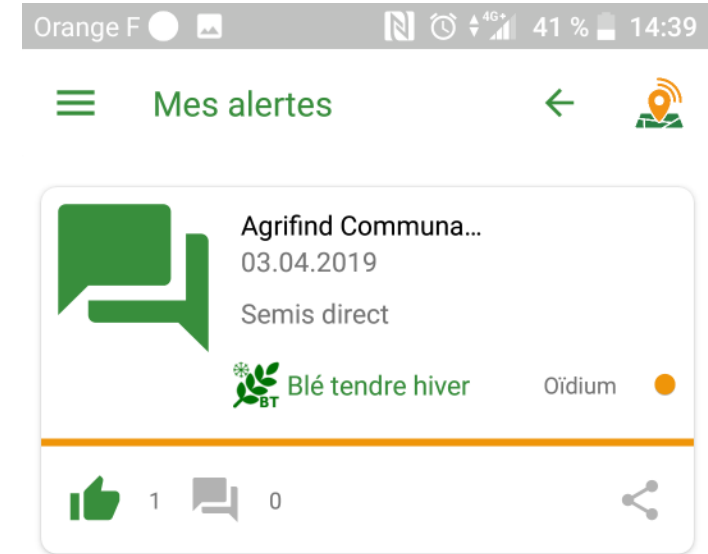 Orange F 4G+ 41 % 14:39
Mes alertes
Agrifind Communa...
03.04.2019
Semis direct
BT Blé tendre hiver Oïdium
1 0